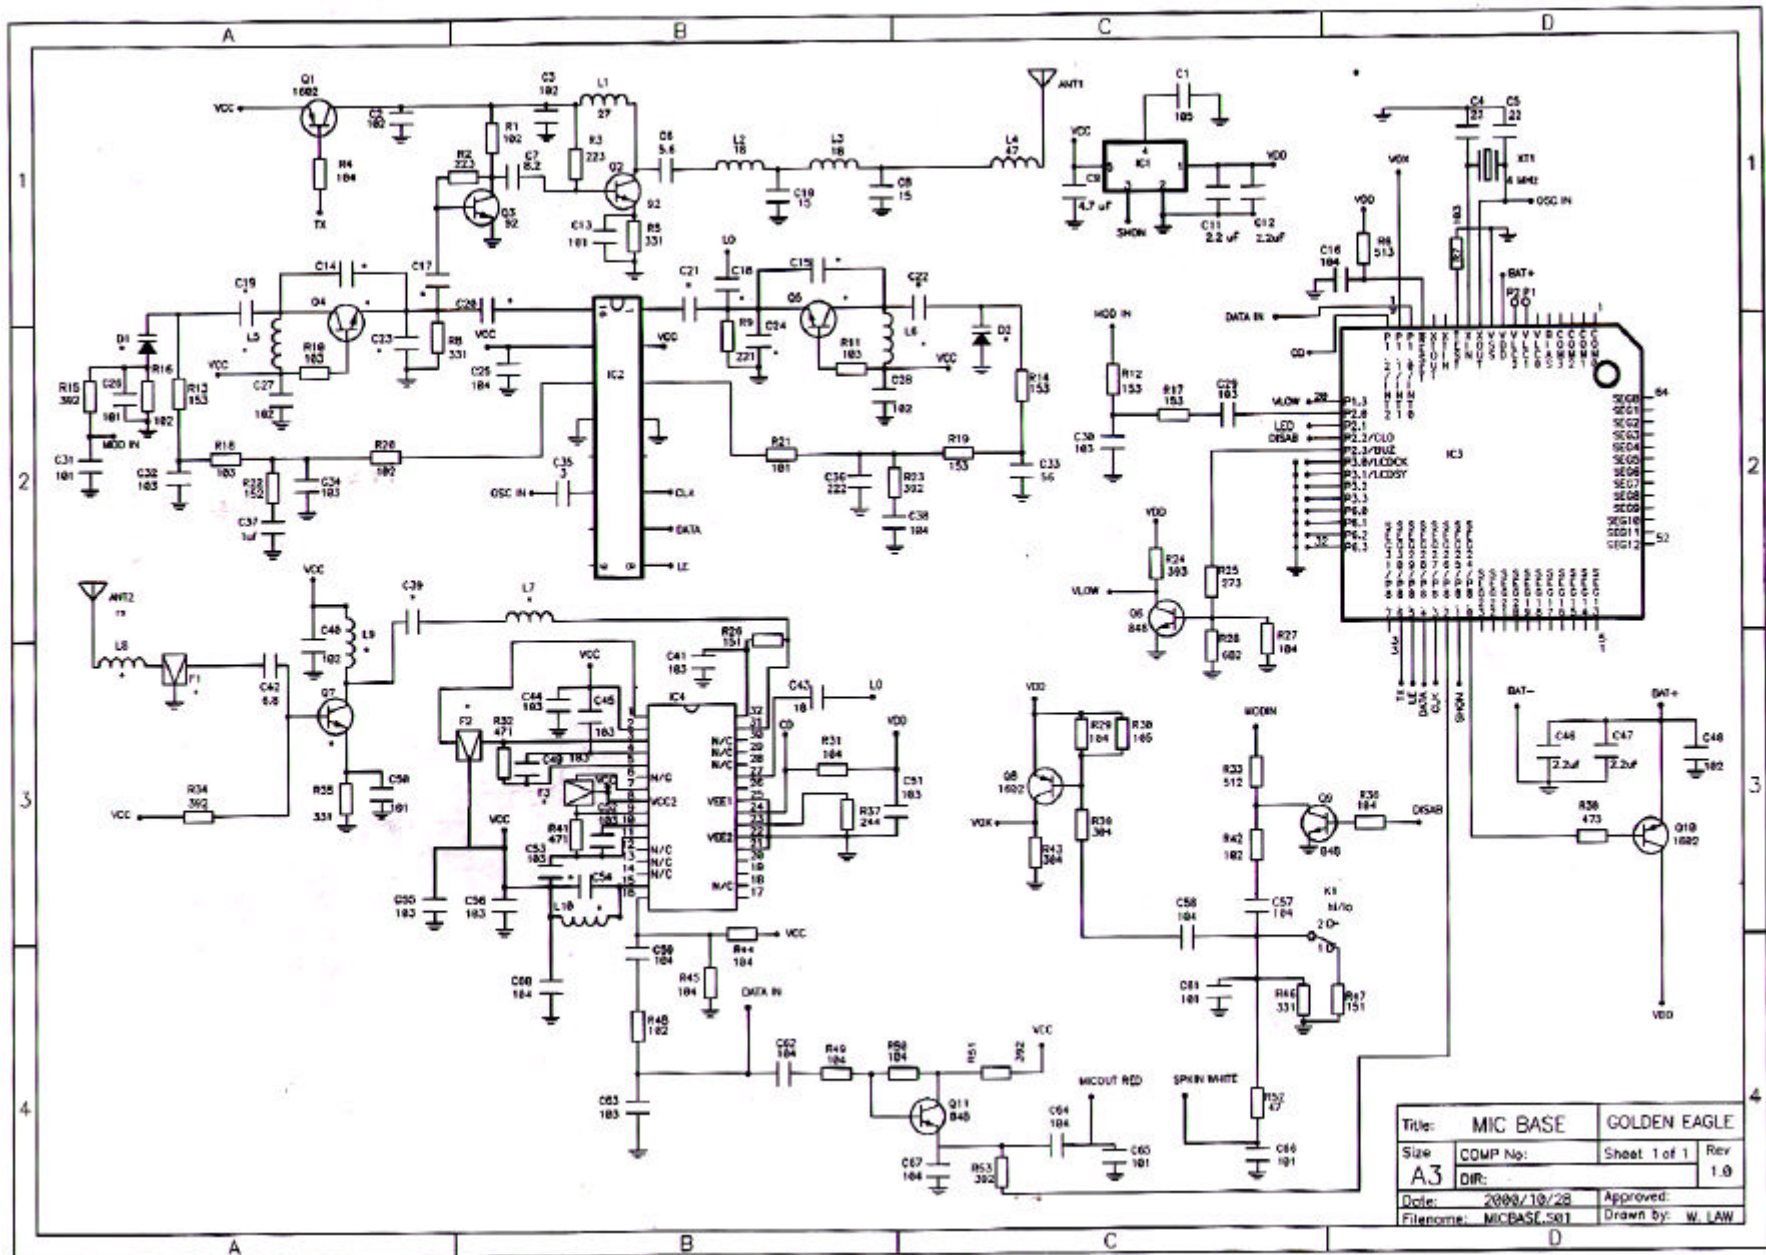 A B C D
1
2
3
4
Q1
1602
VCC
R4
104
TX
C2
102
R1
102
C3
102
L1
27
R2
223
C7
8.2
R3
223
Q2
92
Q3
92
C6
5.6
L2
18
L3
18
L4
47
ANT1
C10
15
C8
15
C13
101
R5
331
C1
105
VCC
IC1
4
5
1
3
2
VDD
C9
4.7 uF
SHON
C11
2.2 uF
C12
2.2uF
C4
C5
22
XT1
4 MHz
OSC IN
VOX
VDD
R6
513
R7
103
C16
104
BAT+
P2 P1
DATA IN
CD
C14
C19
Q4
C17
C20
L5
R10
103
C23
R8
331
D1
R15
392
C26
101
R16
102
R13
153
VCC
C27
102
MOD IN
C31
101
C32
103
R18
103
R22
152
C34
103
C37
1uf
R20
102
VCC
C25
104
IC2
VCC
C35
3
OSC IN
CLK
DATA
LE
LO
C18
C21
C15
Q5
C22
R9
221
C24
R11
103
L6
VCC
C28
102
D2
R14
153
R21
101
R19
153
C36
222
R23
392
C38
104
C33
56
MOD IN
R12
153
R17
153
C29
103
C30
103
VLOW
LED
DISAB
20
32
P1.3
P2.0
P2.1
P2.2/CLO
P2.3/BUZ
P3.0/LCDCK
P3.1/LCDSY
P3.2
P3.3
P6.0
P6.1
P6.2
P6.3
IC3
SEG0
SEG1
SEG2
SEG3
SEG4
SEG5
SEG6
SEG7
SEG8
SEG9
SEG10
SEG11
SEG12
64
52
TX
LE
DATA
CLK
SHON
VDD
R24
393
VLOW
Q6
848
R25
273
R28
682
R27
104
ANT2
L8
F1
C42
6.8
VCC
C40
102
L9
Q7
C39
L7
R34
392
VCC
R35
331
C50
101
F2
R32
471
C44
103
VCC
C45
103
C49
103
F3
R41
471
C53
103
C54
L10
VCC
C55
103
C56
103
C60
104
C41
103
R26
151
IC4
N/C
VCC2
VEE1
VEE2
C43
18
LO
CD
VDD
R31
104
R37
244
C51
103
C59
104
R44
104
VCC
R45
104
R48
102
DATA IN
C63
103
C62
104
R49
104
R50
104
R51
392
VCC
Q11
848
C67
104
R53
392
C64
104
MICOUT RED
C65
101
SPKIN WHITE
R52
47
C66
101
VDD
R29
104
R30
105
Q8
1602
VOX
R39
304
R43
304
MODIN
R33
512
Q9
848
R36
104
DISAB
R42
102
C57
104
C58
104
K1
hi/lo
C61
101
R46
331
R47
151
BAT-
BAT+
C46
2.2uf
C47
2.2uf
C48
102
R38
473
Q10
1602
VDD
Title: MIC BASE
GOLDEN EAGLE
Size A3
COMP No:
DIR:
Sheet 1 of 1
Rev 1.0
Date: 2000/10/28
Approved:
Filename: MICBASE.S01
Drawn by: W. LAW
A B C D